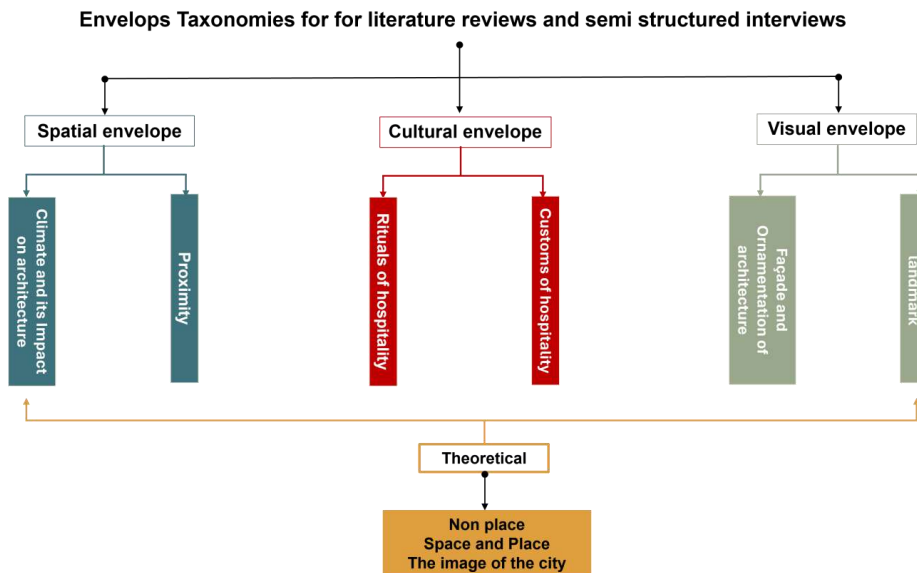 Envelops Taxonomies for for literature reviews and semi structured interviews
Spatial envelope
Cultural envelope
Visual envelope
Climate and its Impact
on architecture
Proximity
Rituals of hospitality
Customs of hospitality
Façade and
Ornamentation of
architecture
landmark
Theoretical
Non place
Space and Place
The image of the city